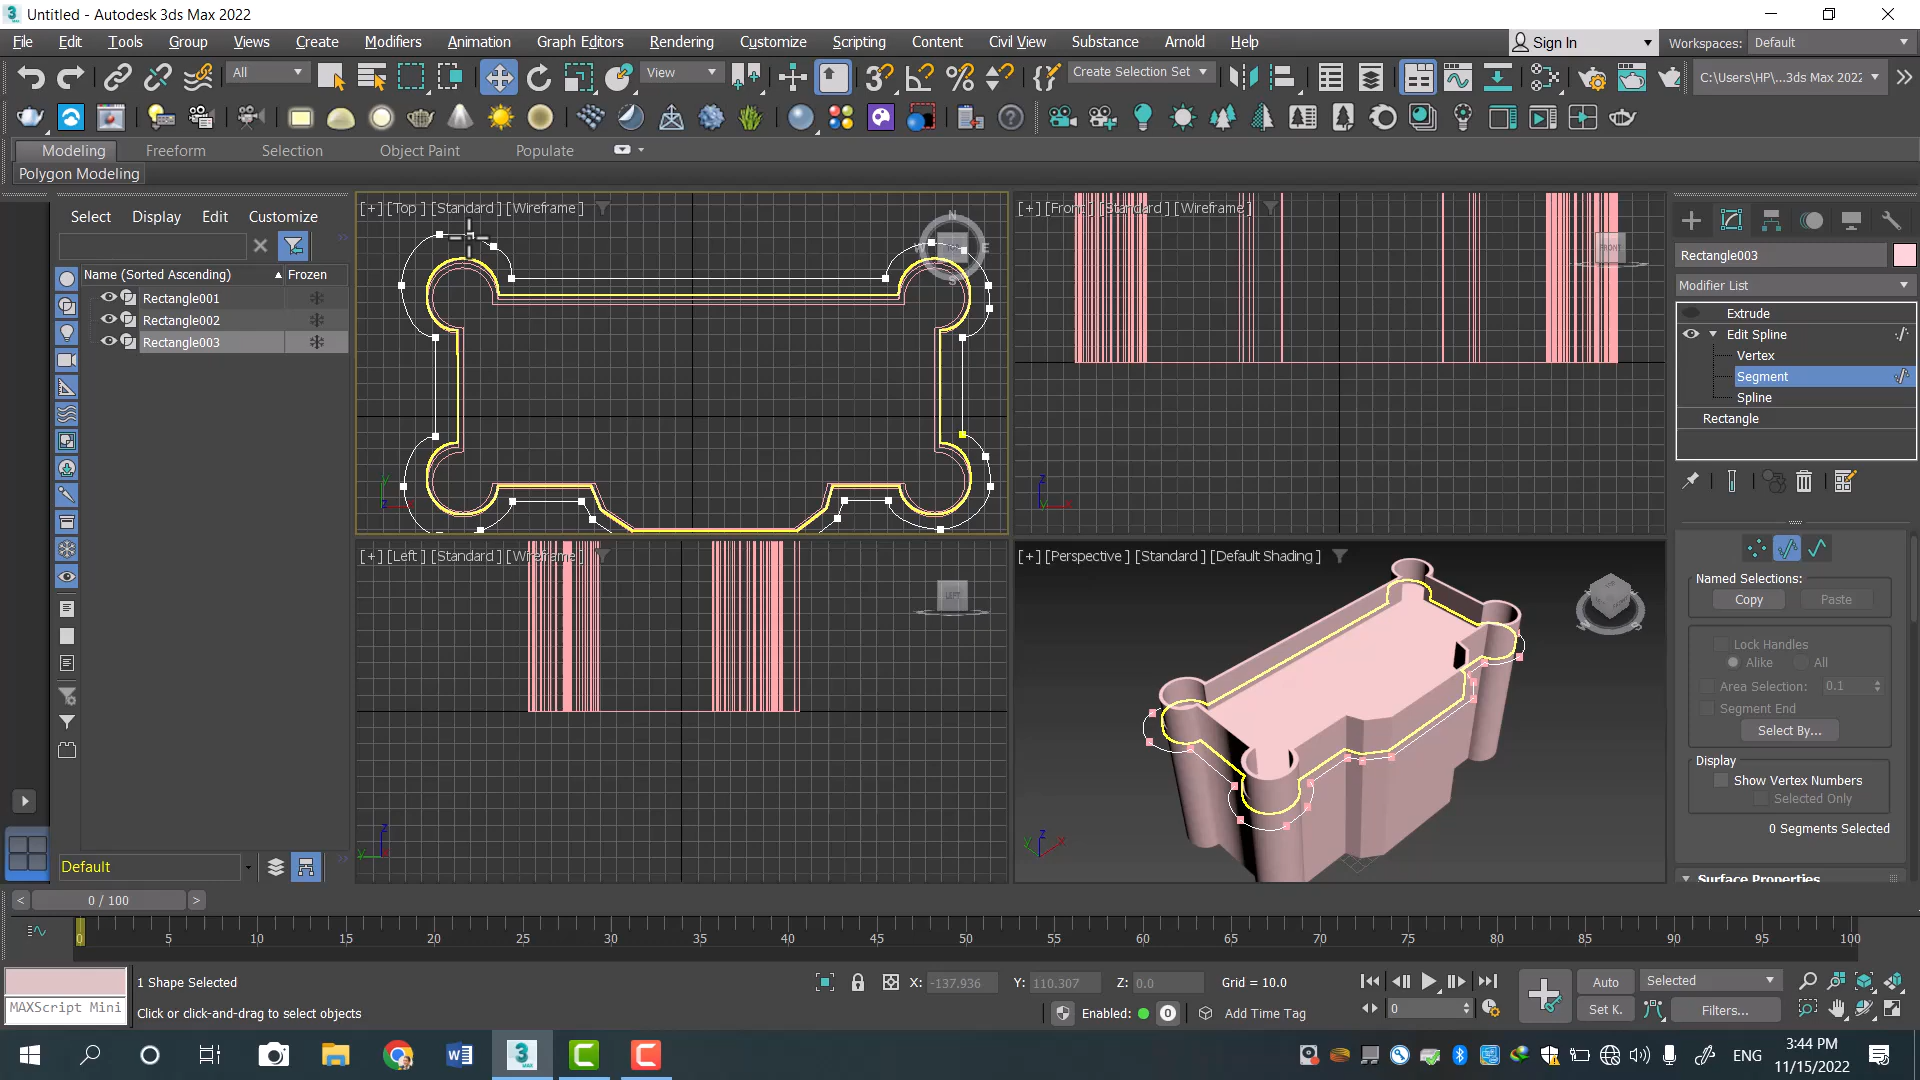 Untitled - Autodesk 3ds Max 2022
File Edit Tools Group Views Create Modifiers Animation Graph Editors Rendering Customize Scripting Content Civil View Substance Arnold Help
Sign In
Workspaces: Default
All
View
Create Selection Set
C:\Users\HP\...3ds Max 2022
Modeling Freeform Selection Object Paint Populate
Polygon Modeling
Select Display Edit Customize
Name (Sorted Ascending) Frozen
Rectangle001
Rectangle002
Rectangle003
Default
[+] [Top ] [Standard ] [Wireframe ]
[+] [Front ] [Standard ] [Wireframe ]
FRONT
[+] [Left ] [Standard ] [Wireframe ]
LEFT
[+] [Perspective ] [Standard ] [Default Shading ]
Rectangle003
Modifier List
Extrude
Edit Spline
Vertex
Segment
Spline
Rectangle
Named Selections:
Copy Paste
Lock Handles
Alike All
Area Selection: 0.1
Segment End
Select By...
Display
Show Vertex Numbers
Selected Only
0 Segments Selected
Surface Properties
0 / 100
0 5 10 15 20 25 30 35 40 45 50 55 60 65 70 75 80 85 90 95 100
1 Shape Selected
X: -137.936 Y: 110.307 Z: 0.0 Grid = 10.0
Auto Selected
MAXScript Mini
Click or click-and-drag to select objects
Enabled: 0 Add Time Tag
0
Set K. Filters...
ENG
3:44 PM
11/15/2022